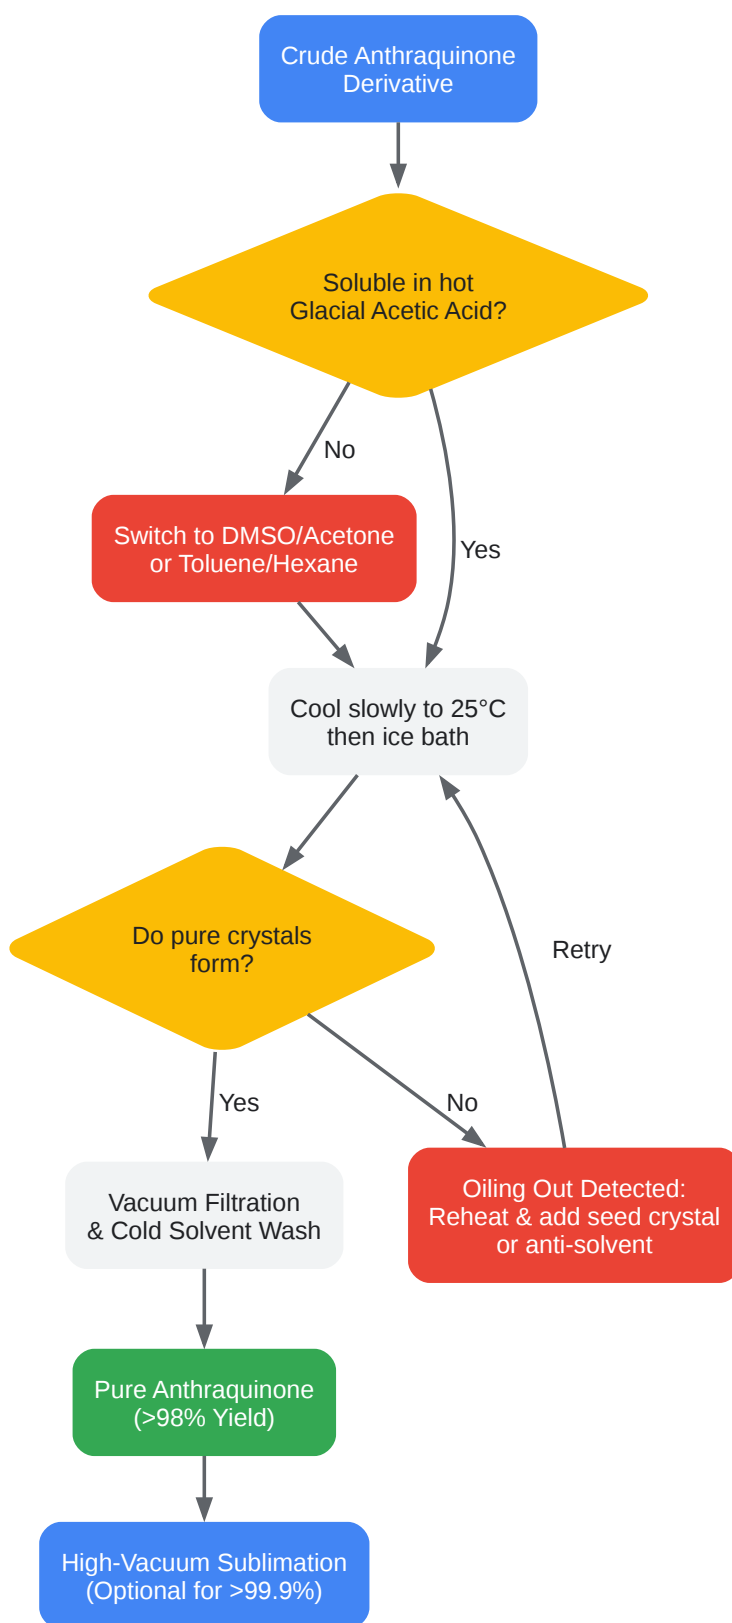 Crude Anthraquinone
Derivative
Soluble in hot
Glacial Acetic Acid?
No
Switch to DMSO/Acetone
or Toluene/Hexane
Yes
Cool slowly to 25°C
then ice bath
Do pure crystals
form?
Retry
Yes
No
Vacuum Filtration
& Cold Solvent Wash
Oiling Out Detected:
Reheat & add seed crystal
or anti-solvent
Pure Anthraquinone
(>98% Yield)
High-Vacuum Sublimation
(Optional for >99.9%)